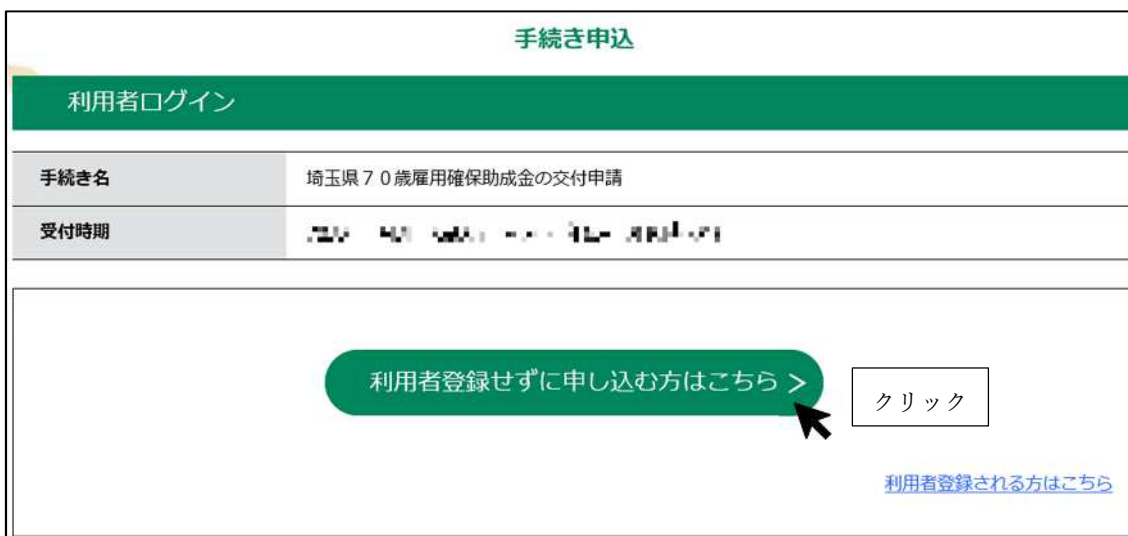 手続き申込
利用者ログイン
手続き名 埼玉県７０歳雇用確保助成金の交付申請
受付時期
利用者登録せずに申し込む方はこちら >
クリック
利用者登録される方はこちら